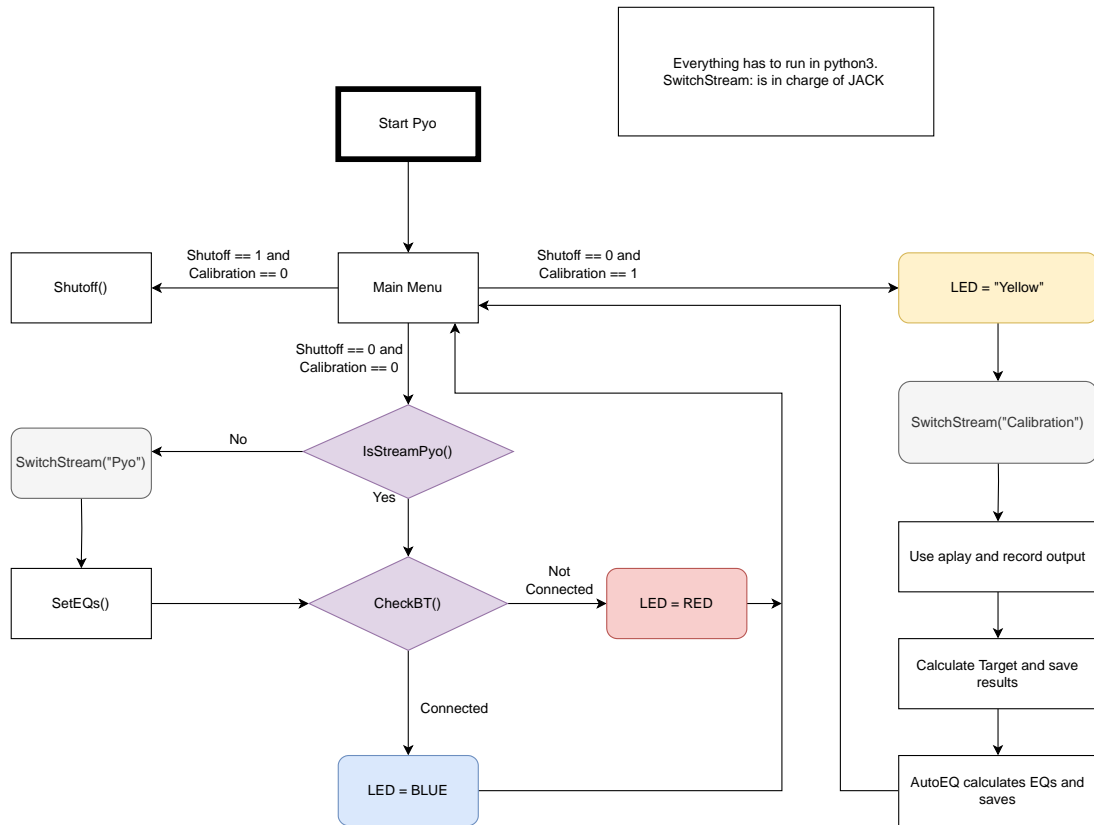 Everything has to run in python3.
SwitchStream: is in charge of JACK
Start Pyo
Shutoff == 1 and
Calibration == 0
Shutoff == 0 and
Calibration == 1
Shutoff()
Main Menu
LED = "Yellow"
Shuttoff == 0 and
Calibration == 0
SwitchStream("Calibration")
No
IsStreamPyo()
SwitchStream("Pyo")
Yes
Use aplay and record output
Not
Connected
SetEQs()
CheckBT()
LED = RED
Calculate Target and save
results
Connected
LED = BLUE
AutoEQ calculates EQs and
saves